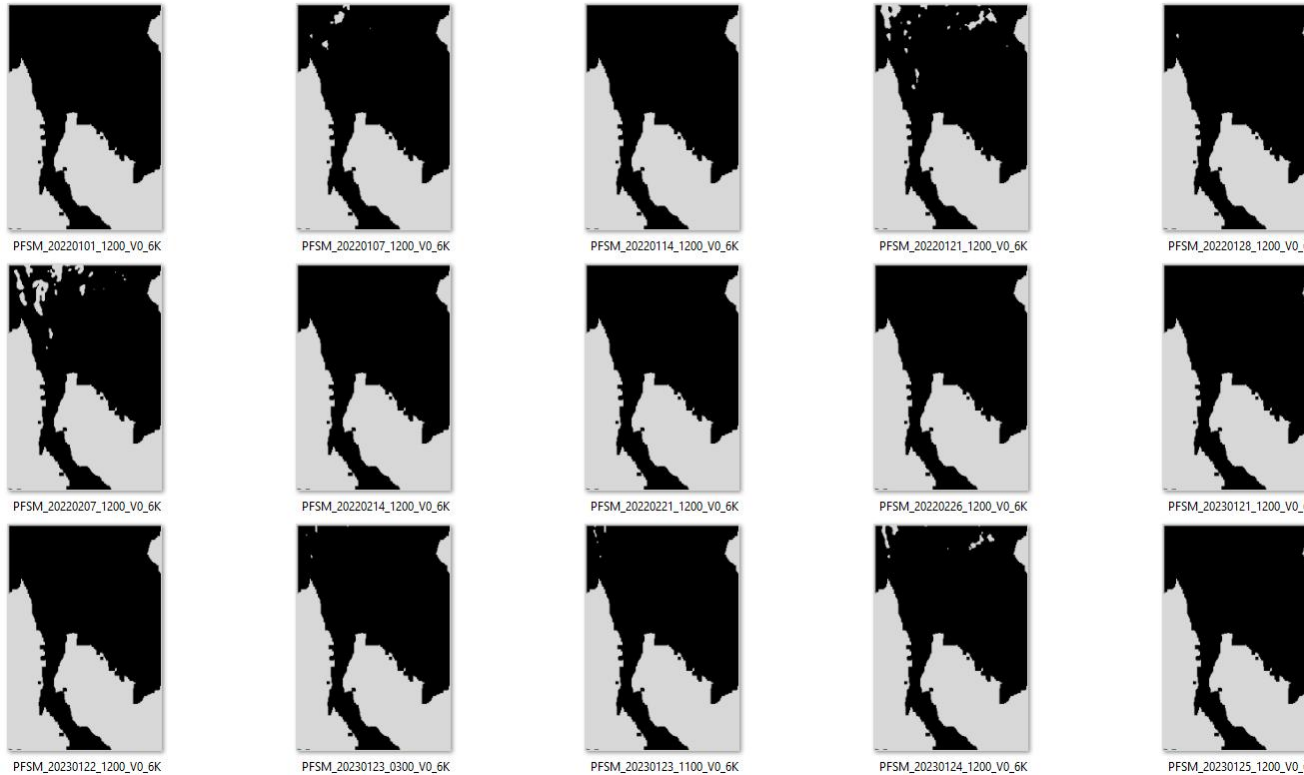 PFSM_20220101_1200_V0_6K
PFSM_20220107_1200_V0_6K
PFSM_20220114_1200_V0_6K
PFSM_20220121_1200_V0_6K
PFSM_20220128_1200_V0_
PFSM_20220207_1200_V0_6K
PFSM_20220214_1200_V0_6K
PFSM_20220221_1200_V0_6K
PFSM_20220226_1200_V0_6K
PFSM_20230121_1200_V0_
PFSM_20230122_1200_V0_6K
PFSM_20230123_0300_V0_6K
PFSM_20230123_1100_V0_6K
PFSM_20230124_1200_V0_6K
PFSM_20230125_1200_V0_